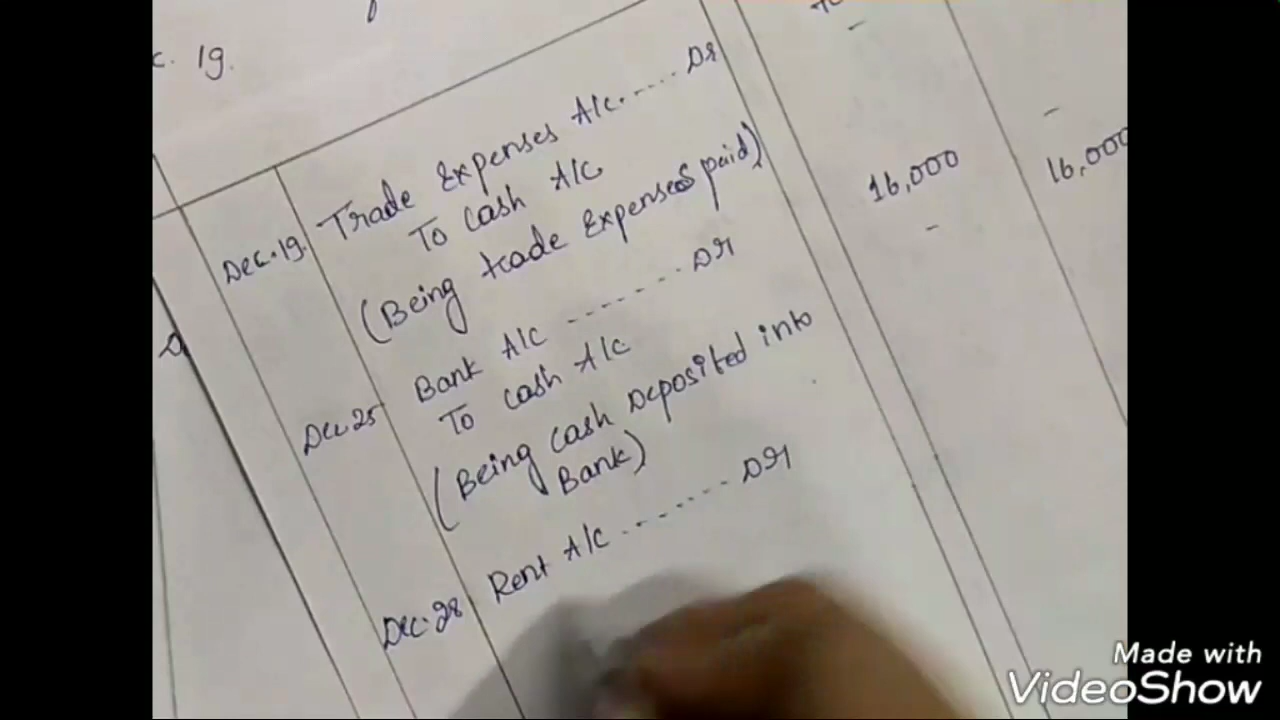 c. 19.
Dec. 19. Trade Expenses A/c. ..... Dr
To Cash A/C
(Being trade Expenses paid)
Dec. 25 Bank A/C ------- Dr 16,000 -
To Cash A/C 16,000
(Being Cash Deposited into
Bank)
Dec. 28 Rent A/C -------- Dr
Made with
VideoShow